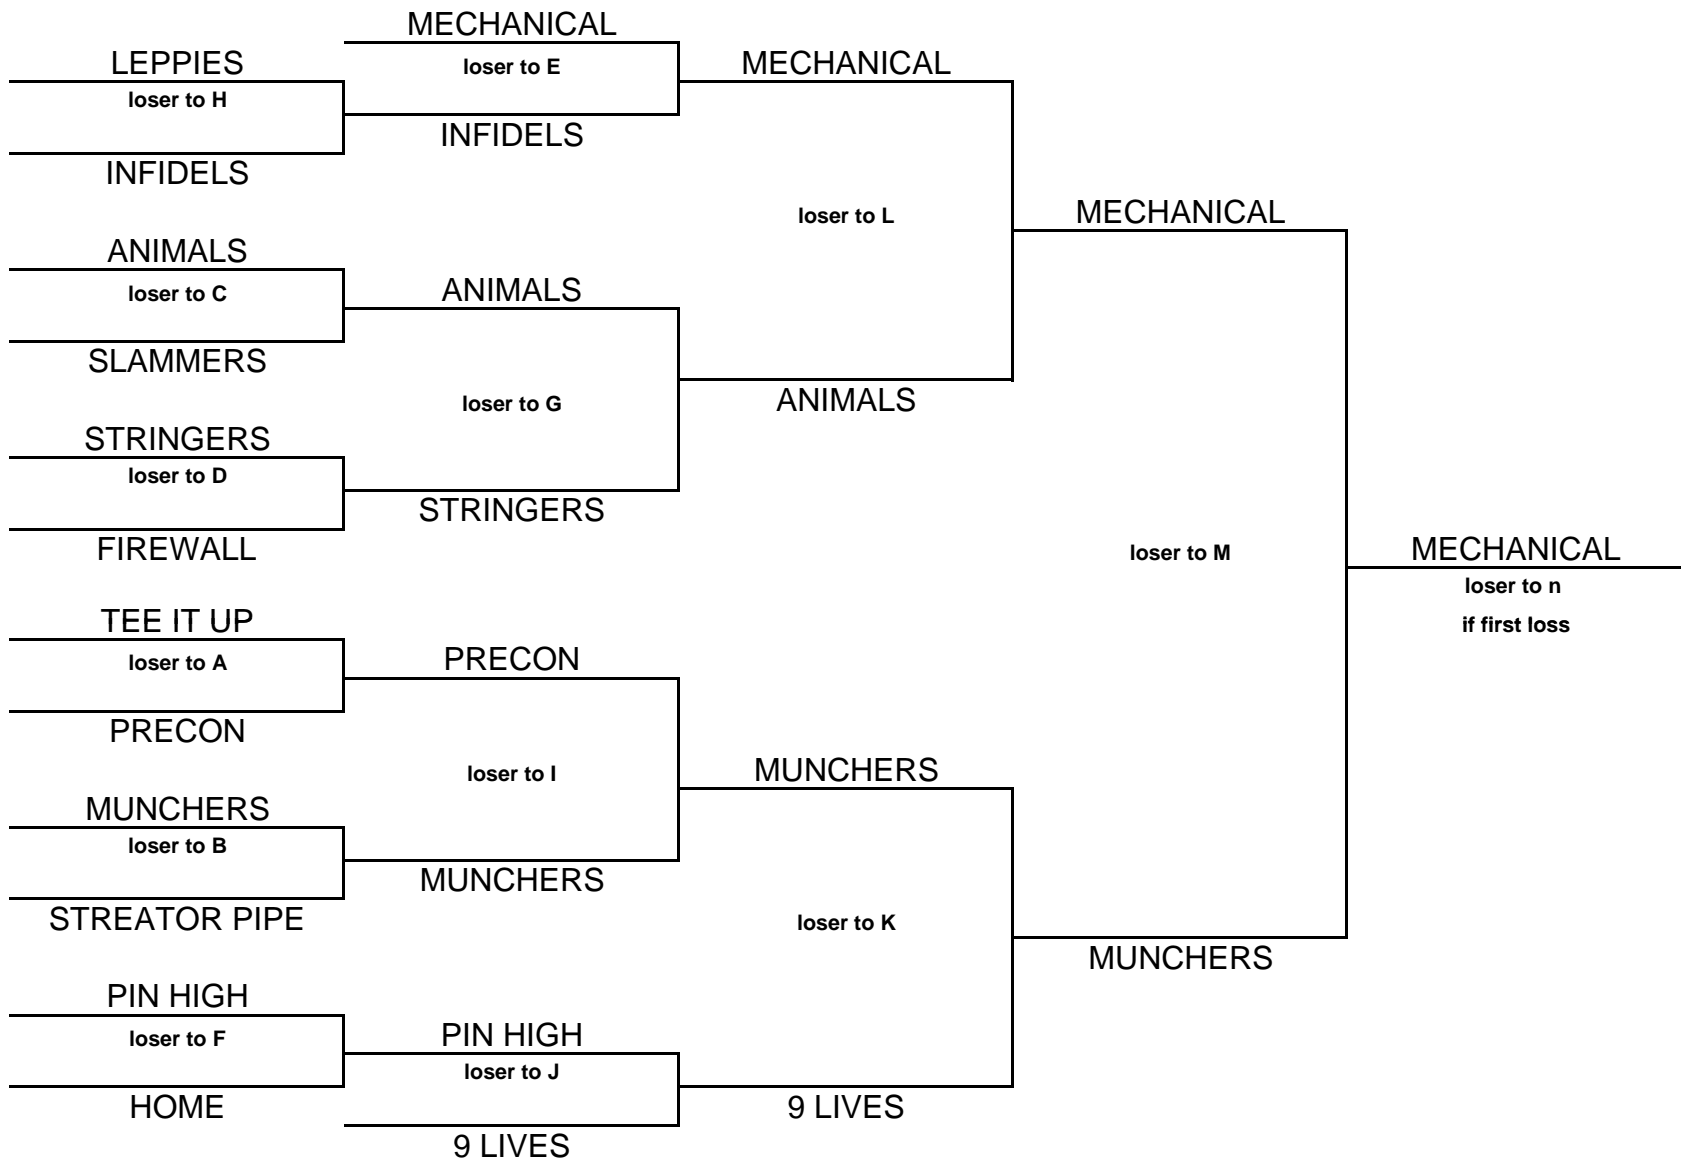 MECHANICAL
LEPPIES
loser to E
MECHANICAL
loser to H
INFIDELS
INFIDELS
loser to L
MECHANICAL
ANIMALS
loser to C
ANIMALS
SLAMMERS
loser to G
ANIMALS
STRINGERS
loser to D
STRINGERS
FIREWALL
loser to M
MECHANICAL
loser to n
if first loss
TEE IT UP
loser to A
PRECON
PRECON
loser to I
MUNCHERS
MUNCHERS
loser to B
MUNCHERS
STREATOR PIPE
loser to K
MUNCHERS
PIN HIGH
loser to F
PIN HIGH
loser to J
HOME
9 LIVES
9 LIVES